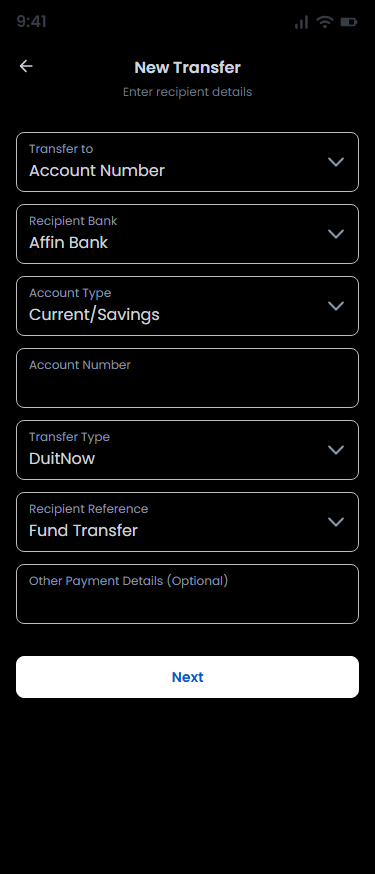 9:41
New Transfer
Enter recipient details
Transfer to
Account Number
Recipient Bank
Affin Bank
Account Type
Current/Savings
Account Number
Transfer Type
DuitNow
Recipient Reference
Fund Transfer
Other Payment Details (Optional)
Next